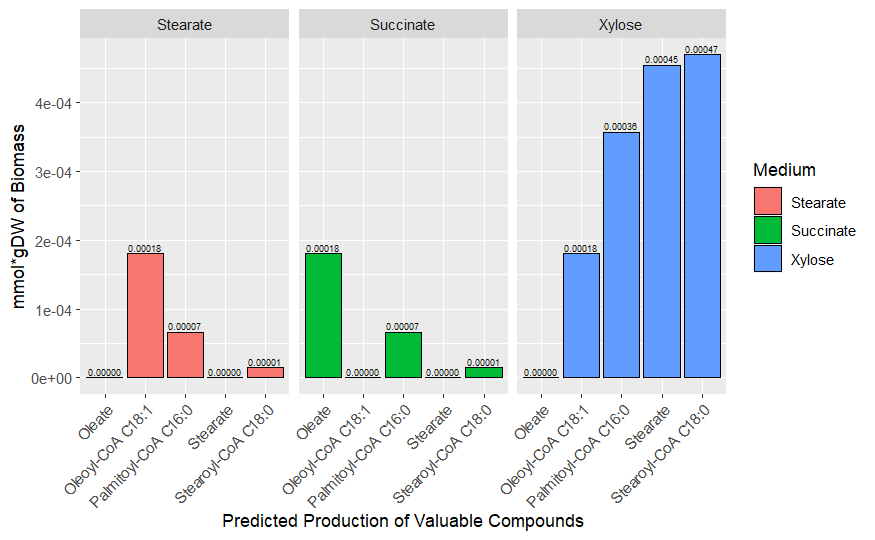 Stearate
Succinate
Xylose
mmol*gDW of Biomass
4e-04
3e-04
2e-04
1e-04
0e+00
0.00000
0.00018
0.00007
0.00000
0.00001
0.00018
0.00000
0.00007
0.00000
0.00001
0.00000
0.00018
0.00036
0.00045
0.00047
Oleate
Oleoyl-CoA C18:1
Palmitoyl-CoA C16:0
Stearate
Stearoyl-CoA C18:0
Oleate
Oleoyl-CoA C18:1
Palmitoyl-CoA C16:0
Stearate
Stearoyl-CoA C18:0
Oleate
Oleoyl-CoA C18:1
Palmitoyl-CoA C16:0
Stearate
Stearoyl-CoA C18:0
Predicted Production of Valuable Compounds
Medium
Stearate
Succinate
Xylose